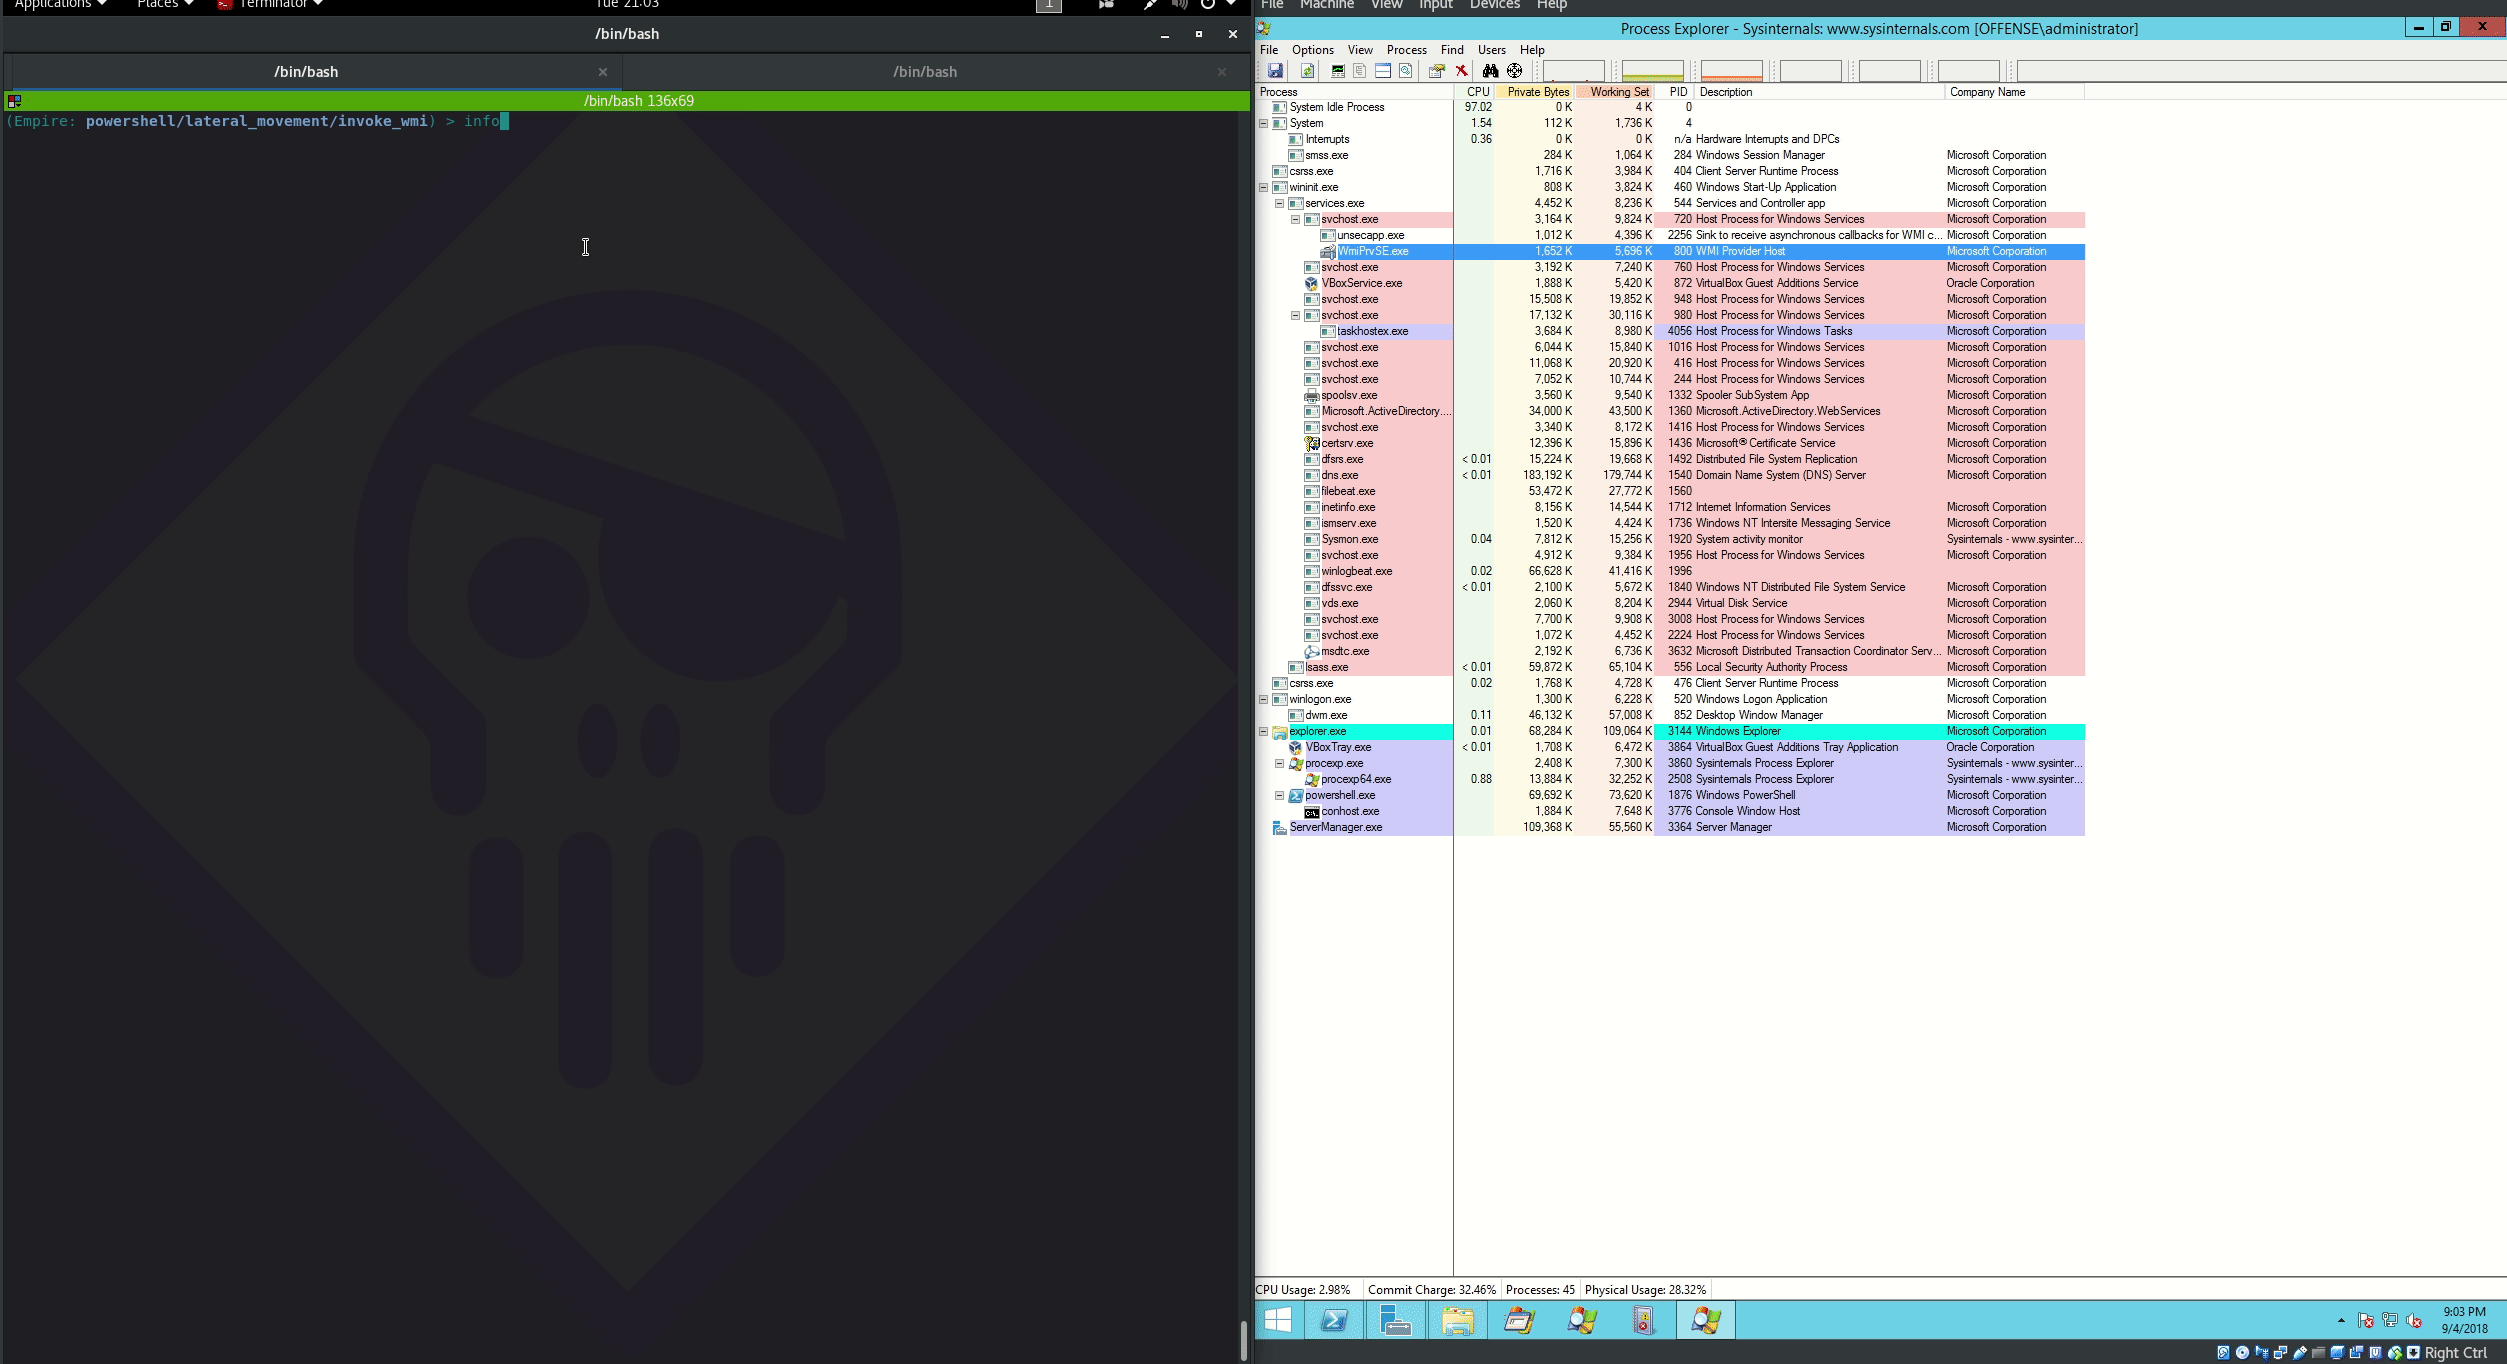 Applications Places Terminator Tue 21:03 1
/bin/bash
/bin/bash × /bin/bash ×
/bin/bash 136x69
(Empire: powershell/lateral_movement/invoke_wmi) > info
File Machine View Input Devices Help
Process Explorer - Sysinternals: www.sysinternals.com [OFFENSE\administrator]
File Options View Process Find Users Help
Process CPU Private Bytes Working Set PID Description Company Name
System Idle Process 97.02 0 K 4 K 0
System 1.54 112 K 1,736 K 4
Interrupts 0.36 0 K 0 K n/a Hardware Interrupts and DPCs
smss.exe 284 K 1,064 K 284 Windows Session Manager Microsoft Corporation
csrss.exe 1,716 K 3,984 K 404 Client Server Runtime Process Microsoft Corporation
wininit.exe 808 K 3,824 K 460 Windows Start-Up Application Microsoft Corporation
services.exe 4,452 K 8,236 K 544 Services and Controller app Microsoft Corporation
svchost.exe 3,164 K 9,824 K 720 Host Process for Windows Services Microsoft Corporation
unsecapp.exe 1,012 K 4,396 K 2256 Sink to receive asynchronous callbacks for WMI c... Microsoft Corporation
WmiPrvSE.exe 1,652 K 5,696 K 800 WMI Provider Host Microsoft Corporation
svchost.exe 3,192 K 7,240 K 760 Host Process for Windows Services Microsoft Corporation
VBoxService.exe 1,888 K 5,420 K 872 VirtualBox Guest Additions Service Oracle Corporation
svchost.exe 15,508 K 19,852 K 948 Host Process for Windows Services Microsoft Corporation
svchost.exe 17,132 K 30,116 K 980 Host Process for Windows Services Microsoft Corporation
taskhostex.exe 3,684 K 8,980 K 4056 Host Process for Windows Tasks Microsoft Corporation
svchost.exe 6,044 K 15,840 K 1016 Host Process for Windows Services Microsoft Corporation
svchost.exe 11,068 K 20,920 K 416 Host Process for Windows Services Microsoft Corporation
svchost.exe 7,052 K 10,744 K 244 Host Process for Windows Services Microsoft Corporation
spoolsv.exe 3,560 K 9,540 K 1332 Spooler SubSystem App Microsoft Corporation
Microsoft.ActiveDirectory.... 34,000 K 43,500 K 1360 Microsoft.ActiveDirectory.WebServices Microsoft Corporation
svchost.exe 3,340 K 8,172 K 1416 Host Process for Windows Services Microsoft Corporation
certsrv.exe 12,396 K 15,896 K 1436 Microsoft® Certificate Service Microsoft Corporation
dfsrs.exe < 0.01 15,224 K 19,668 K 1492 Distributed File System Replication Microsoft Corporation
dns.exe < 0.01 183,192 K 179,744 K 1540 Domain Name System (DNS) Server Microsoft Corporation
filebeat.exe 53,472 K 27,772 K 1560
inetinfo.exe 8,156 K 14,544 K 1712 Internet Information Services Microsoft Corporation
ismserv.exe 1,520 K 4,424 K 1736 Windows NT Intersite Messaging Service Microsoft Corporation
Sysmon.exe 0.04 7,812 K 15,256 K 1920 System activity monitor Sysinternals - www.sysinter...
svchost.exe 4,912 K 9,384 K 1956 Host Process for Windows Services Microsoft Corporation
winlogbeat.exe 0.02 66,628 K 41,416 K 1996
dfssvc.exe < 0.01 2,100 K 5,672 K 1840 Windows NT Distributed File System Service Microsoft Corporation
vds.exe 2,060 K 8,204 K 2944 Virtual Disk Service Microsoft Corporation
svchost.exe 7,700 K 9,908 K 3008 Host Process for Windows Services Microsoft Corporation
svchost.exe 1,072 K 4,452 K 2224 Host Process for Windows Services Microsoft Corporation
msdtc.exe 2,192 K 6,736 K 3632 Microsoft Distributed Transaction Coordinator Serv... Microsoft Corporation
lsass.exe < 0.01 59,872 K 65,104 K 556 Local Security Authority Process Microsoft Corporation
csrss.exe 0.02 1,768 K 4,728 K 476 Client Server Runtime Process Microsoft Corporation
winlogon.exe 1,300 K 6,228 K 520 Windows Logon Application Microsoft Corporation
dwm.exe 0.11 46,132 K 57,008 K 852 Desktop Window Manager Microsoft Corporation
explorer.exe 0.01 68,284 K 109,064 K 3144 Windows Explorer Microsoft Corporation
VBoxTray.exe < 0.01 1,708 K 6,472 K 3864 VirtualBox Guest Additions Tray Application Oracle Corporation
procexp.exe 2,408 K 7,300 K 3860 Sysinternals Process Explorer Sysinternals - www.sysinter...
procexp64.exe 0.88 13,884 K 32,252 K 2508 Sysinternals Process Explorer Sysinternals - www.sysinter...
powershell.exe 69,692 K 73,620 K 1876 Windows PowerShell Microsoft Corporation
conhost.exe 1,884 K 7,648 K 3776 Console Window Host Microsoft Corporation
ServerManager.exe 109,368 K 55,560 K 3364 Server Manager Microsoft Corporation
CPU Usage: 2.98% Commit Charge: 32.46% Processes: 45 Physical Usage: 28.32%
9:03 PM
9/4/2018
Right Ctrl